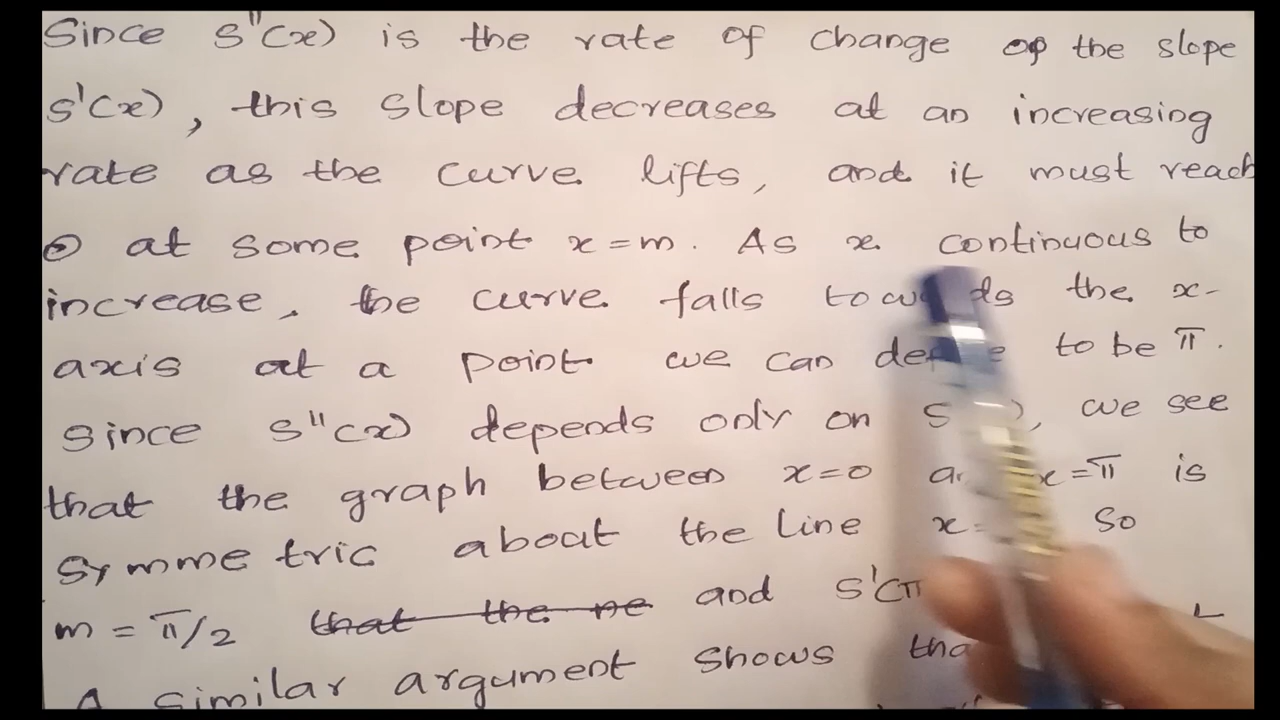 Since s"(x) is the rate of change of the slope
s'(x), this slope decreases at an increasing
rate as the curve lifts, and it must reach
0 at some point x=m. As x continuous to
increase, the curve falls the x-
axis at a point we can to be π.
Since s"(x) depends only on we see
that the graph between x=0 x=π is
symmetric about the line So
m = π/2 that the ne and
A similar argument shows